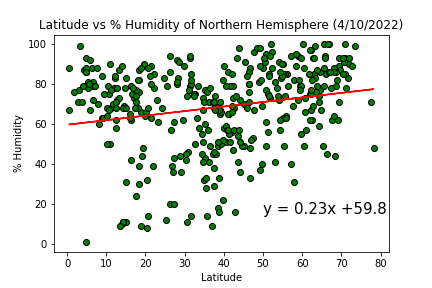 Latitude vs % Humidity of Northern Hemisphere (4/10/2022)
100
80
60
40
20
0
% Humidity
y = 0.23x +59.8
0 10 20 30 40 50 60 70 80
Latitude